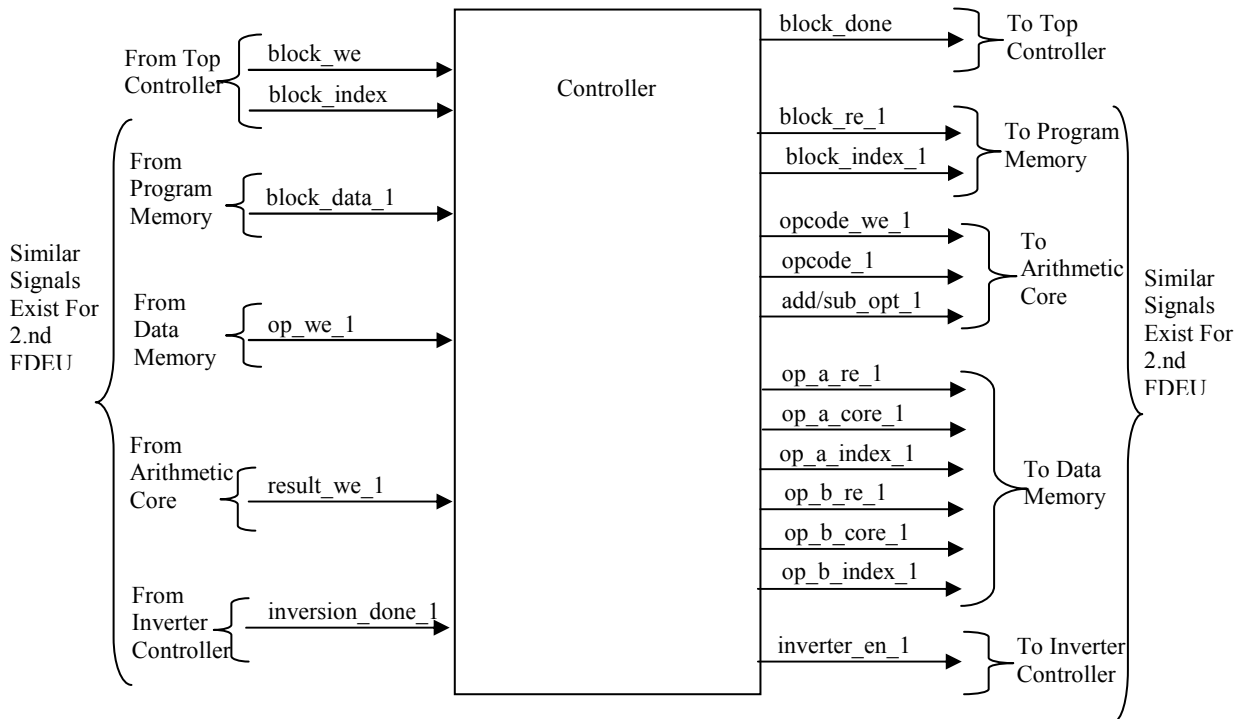 From Top
Controller
block_we
block_index
From
Program
Memory
block_data_1
Similar
Signals
Exist For
2.nd
FDEU
From
Data
Memory
op_we_1
From
Arithmetic
Core
result_we_1
From
Inverter
Controller
inversion_done_1
Controller
block_done
To Top
Controller
block_re_1
block_index_1
To Program
Memory
opcode_we_1
opcode_1
add/sub_opt_1
To
Arithmetic
Core
op_a_re_1
op_a_core_1
op_a_index_1
op_b_re_1
op_b_core_1
op_b_index_1
To Data
Memory
inverter_en_1
To Inverter
Controller
Similar
Signals
Exist For
2.nd
FDEU